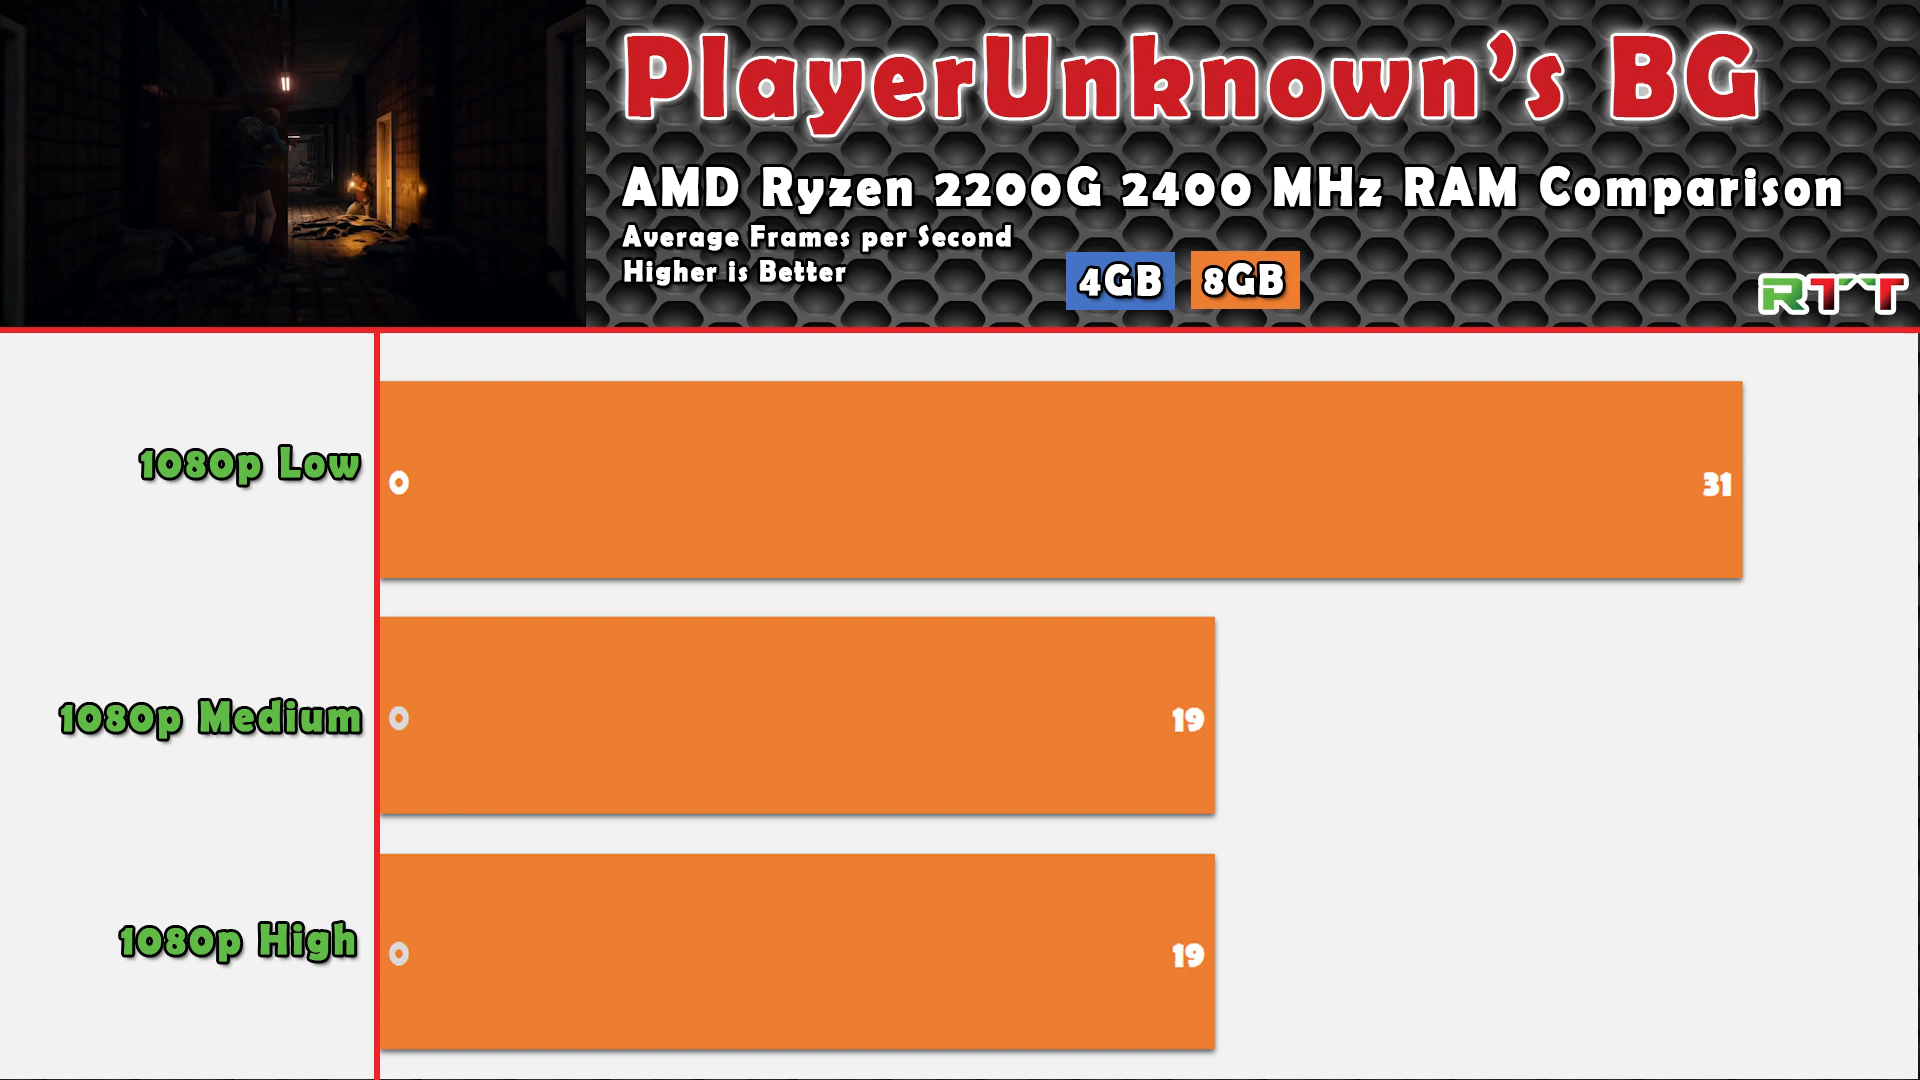 PlayerUnknown's BG
AMD Ryzen 2200G 2400 MHz RAM Comparison
Average Frames per Second
Higher is Better
4GB 8GB
RTT
1080p Low 0 31
1080p Medium 0 19
1080p High 0 19